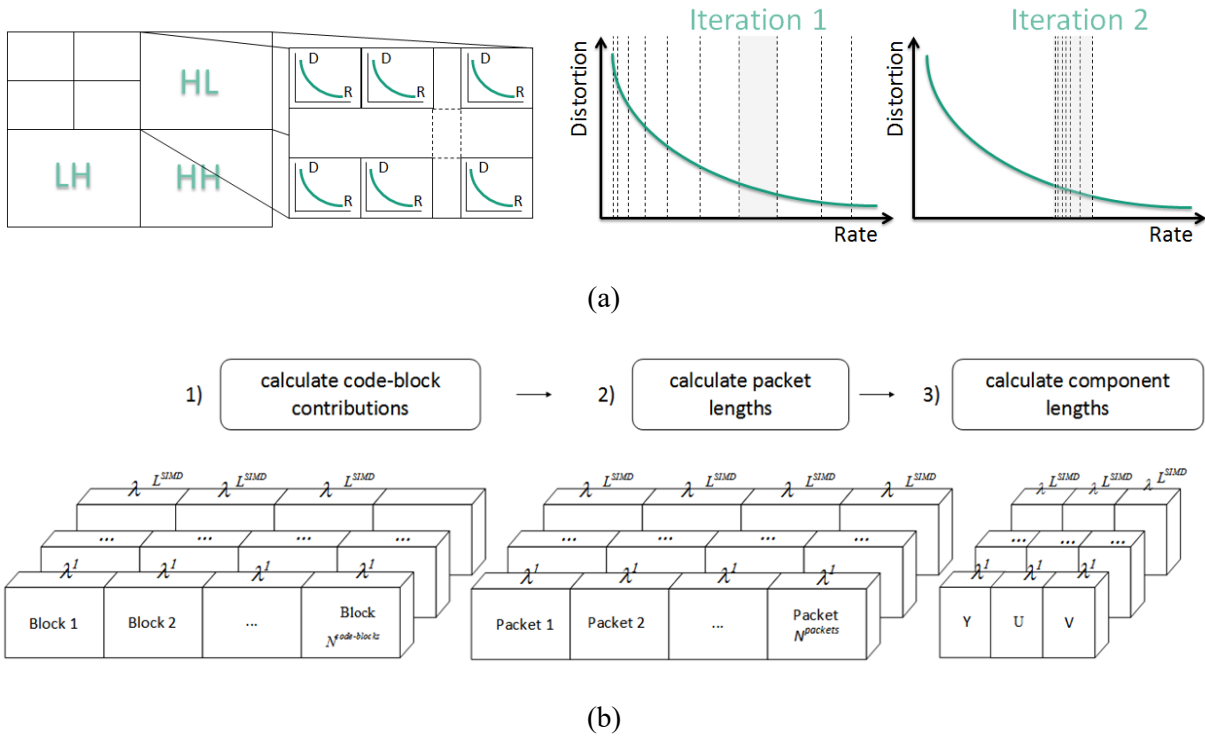 HL
LH
HH
D
R
D
R
D
R
D
R
D
R
D
R
Iteration 1
Distortion
Rate
Iteration 2
Distortion
Rate
(a)
1) calculate code-block
contributions
2) calculate packet
lengths
3) calculate component
lengths
λ L^SIMD λ L^SIMD λ L^SIMD
... ... ... ...
λ^1 λ^1 λ^1 λ^1
Block 1 Block 2 ... Block
N^code-blocks
λ L^SIMD λ L^SIMD λ L^SIMD λ L^SIMD
... ... ... ...
λ^1 λ^1 λ^1 λ^1
Packet 1 Packet 2 ... Packet
N^packets
λ L^SIMD λ L^SIMD λ L^SIMD
... ... ...
λ^1 λ^1 λ^1
Y U V
(b)